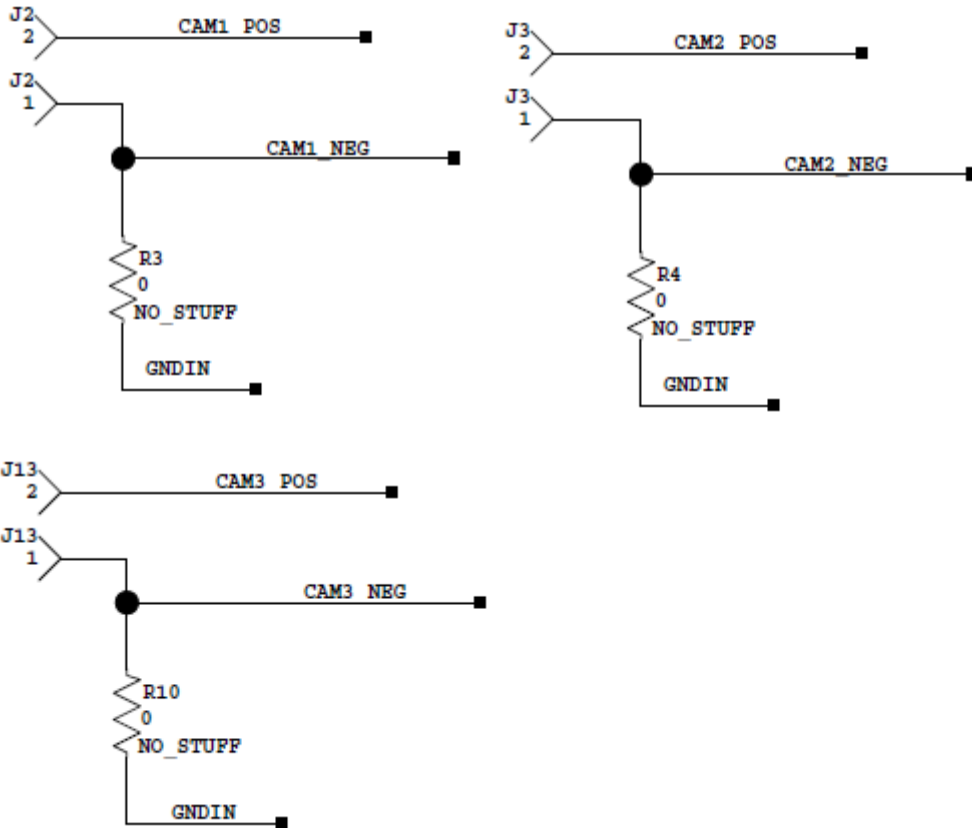 J2
2
CAM1 POS
J2
1
CAM1_NEG
R3
0
NO_STUFF
GNDIN
J3
2
CAM2 POS
J3
1
CAM2_NEG
R4
0
NO_STUFF
GNDIN
J13
2
CAM3 POS
J13
1
CAM3 NEG
R10
0
NO_STUFF
GNDIN